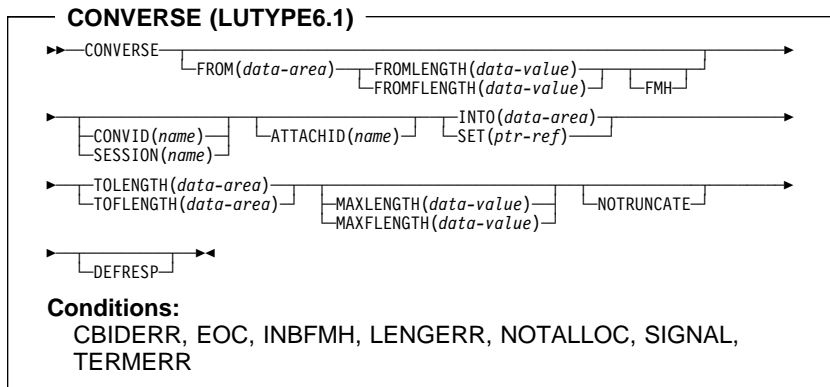 CONVERSE (LUTYPE6.1)
CONVERSE
FROM(data-area) FROMLENGTH(data-value)
FROMFLENGTH(data-value) FMH
CONVID(name) ATTACHID(name) INTO(data-area)
SESSION(name) SET(ptr-ref)
TOLENGTH(data-area) MAXLENGTH(data-value) NOTRUNCATE
TOFLENGTH(data-area) MAXFLENGTH(data-value)
DEFRESP
Conditions:
CBIDERR, EOC, INBFMH, LENGERR, NOTALLOC, SIGNAL,
TERMERR